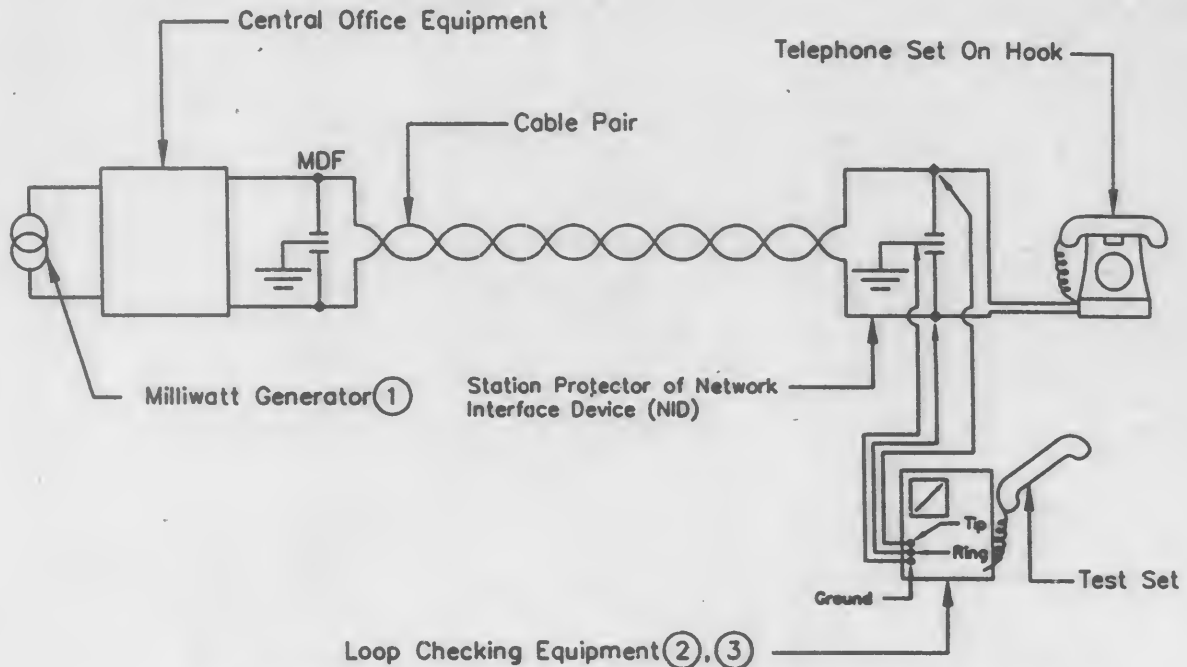 Central Office Equipment
Telephone Set On Hook
Cable Pair
MDF
Milliwatt Generator ①
Station Protector of Network
Interface Device (NID)
Tip
Ring
Ground
Test Set
Loop Checking Equipment ②, ③